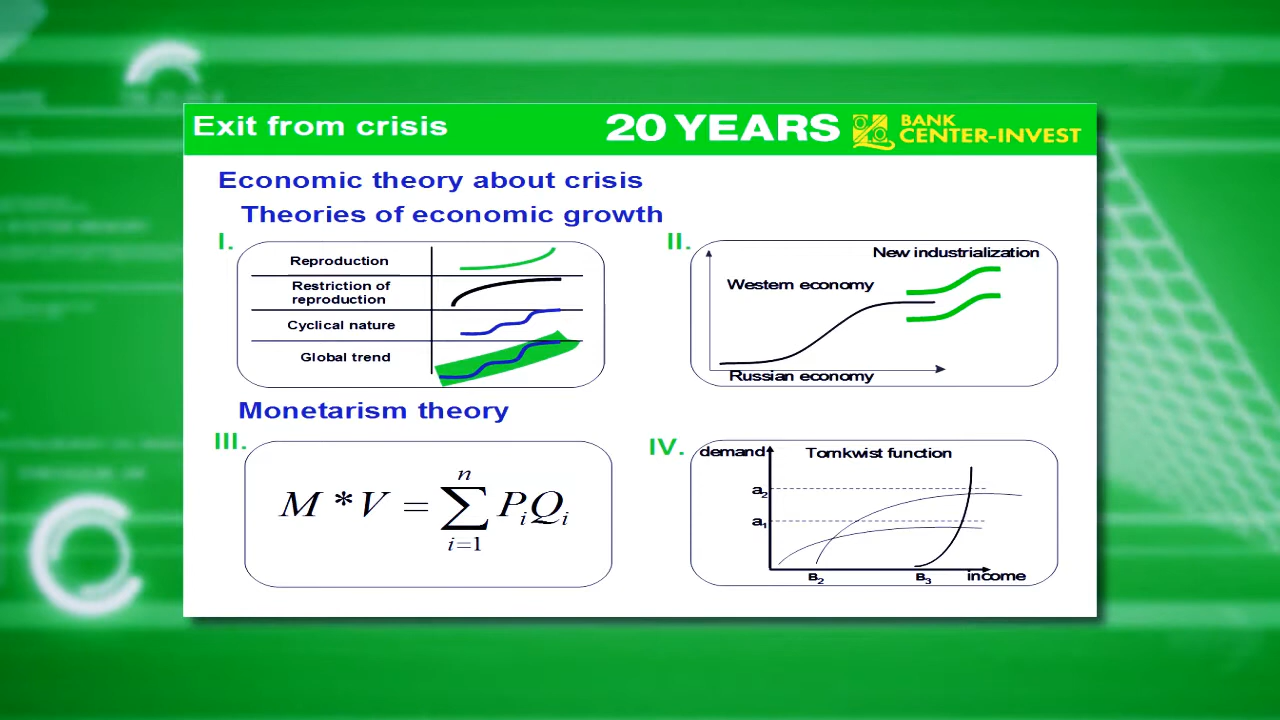 Exit from crisis
20 YEARS
BANK
CENTER-INVEST
Economic theory about crisis
Theories of economic growth
I.
Reproduction
Restriction of
reproduction
Cyclical nature
Global trend
II.
New industrialization
Western economy
Russian economy
Monetarism theory
III.
M * V = ∑ PᵢQᵢ
n
i=1
IV.
demand
Tornkwist function
a₂
a₁
B₂
B₃
income